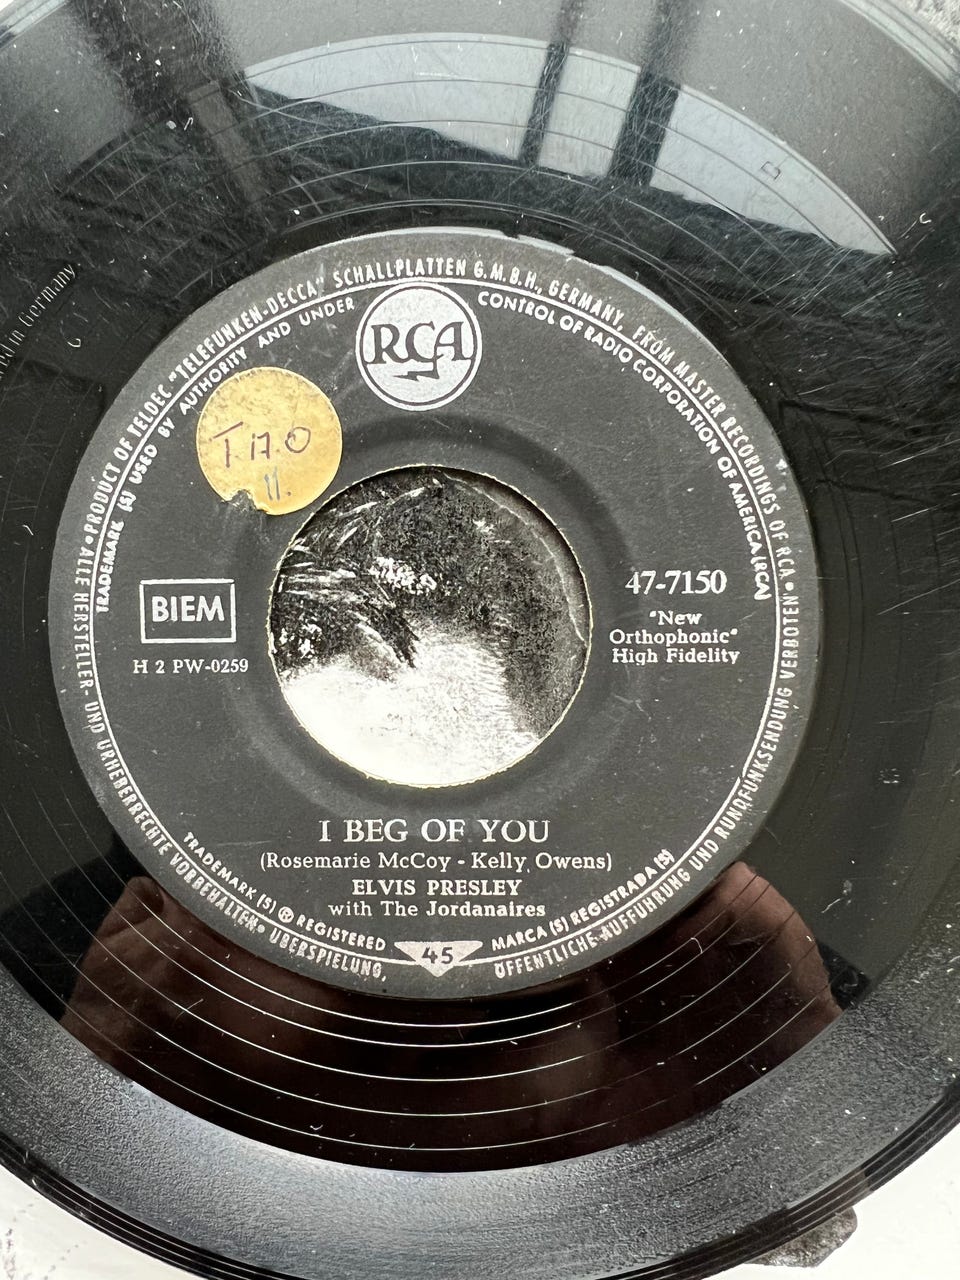 • PRODUCT OF TELDEC „TELEFUNKEN-DECCA" SCHALLPLATTEN G.M.B.H., GERMANY, FROM MASTER RECORDINGS OF RCA •
TRADEMARK (S) USED BY AUTHORITY AND UNDER CONTROL OF RADIO CORPORATION OF AMERICA (RCA)
RCA
in Germany
T.A.O
11.
BIEM
H 2 PW-0259
47-7150
"New
Orthophonic"
High Fidelity
I BEG OF YOU
(Rosemarie McCoy - Kelly Owens)
ELVIS PRESLEY
with The Jordanaires
TRADEMARK (S) ® REGISTERED
45
MARCA (S) REGISTRADA (S)
ALLE HERSTELLER- UND URHEBERRECHTE VORBEHALTEN • ÜBERSPIELUNG, ÖFFENTLICHE AUFFÜHRUNG UND RUNDFUNKSENDUNG VERBOTEN